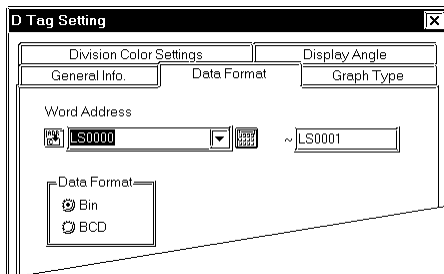 D Tag Setting
Division Color Settings Display Angle
General Info. Data Format Graph Type
Word Address
LS0000 ~ LS0001
Data Format
Bin
BCD